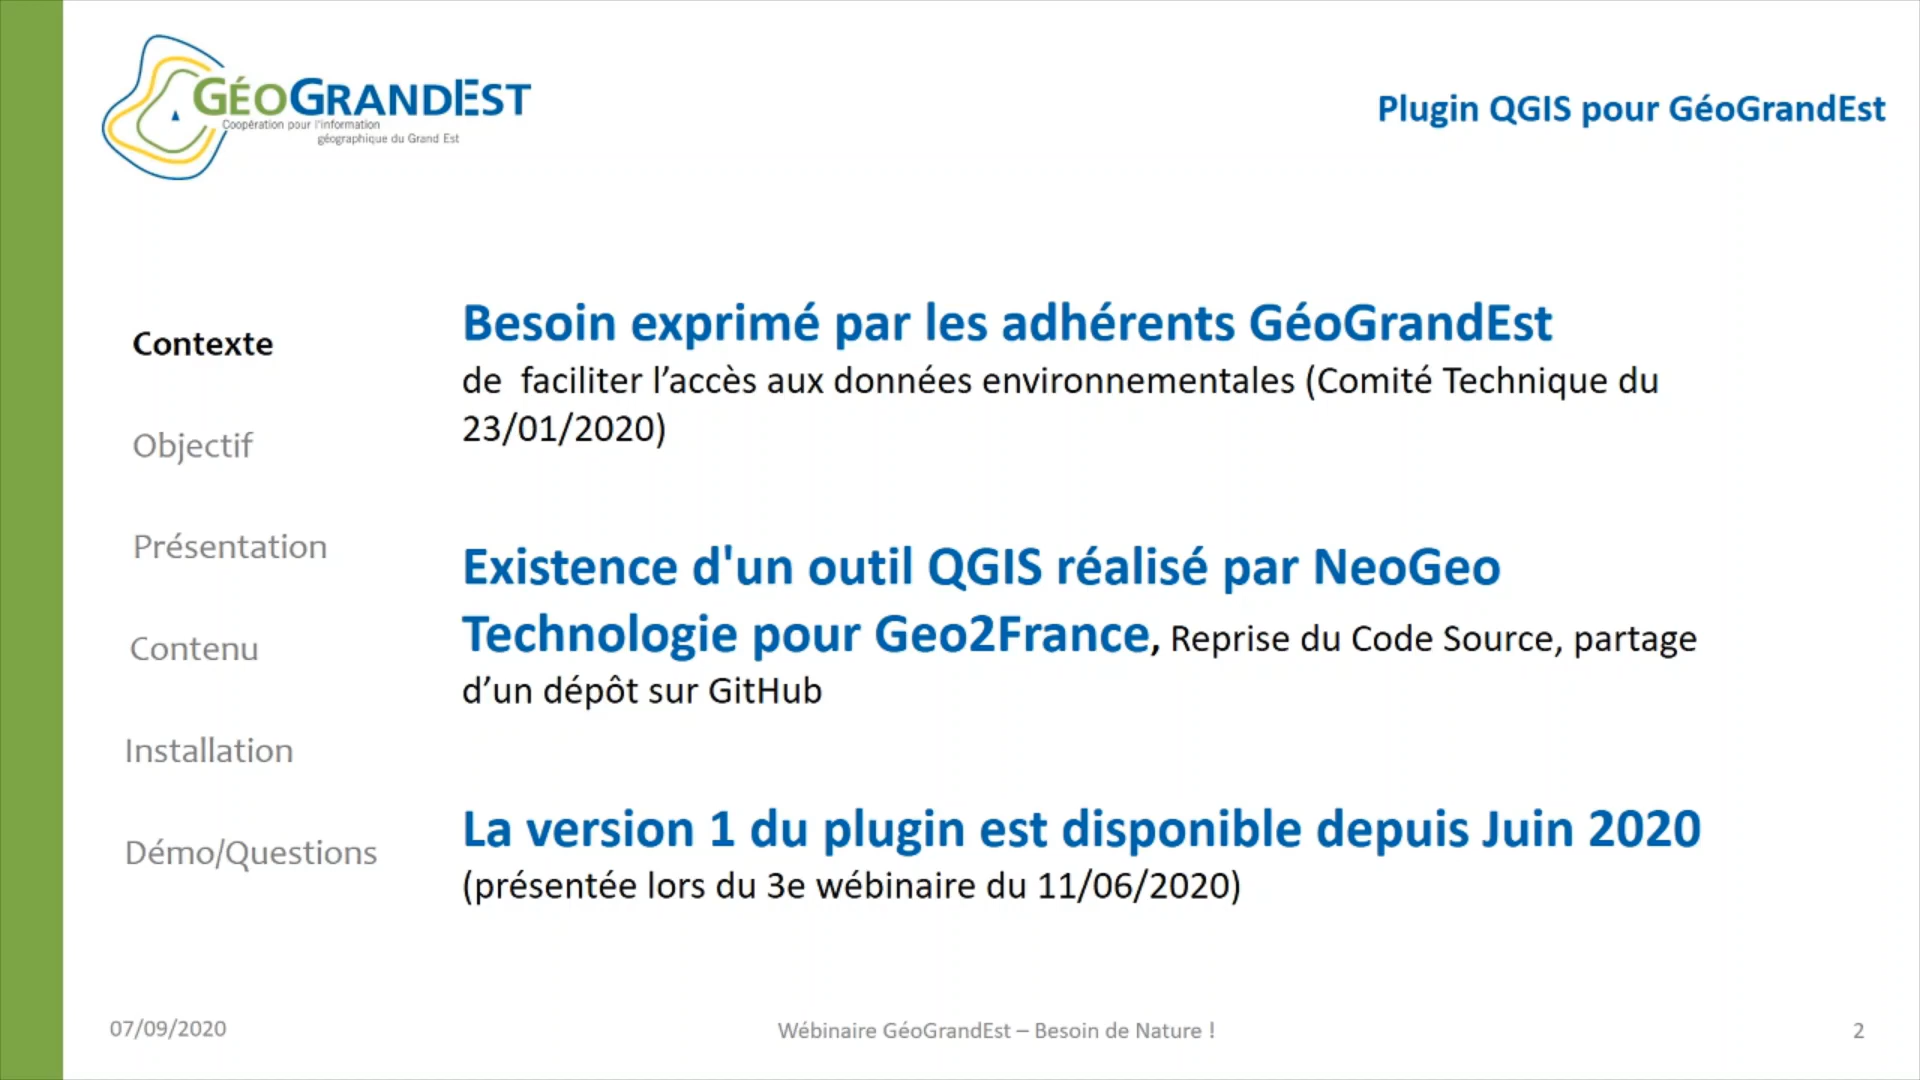 GÉOGRANDEST
Coopération pour l'information
géographique du Grand Est
Plugin QGIS pour GéoGrandEst
Contexte
Objectif
Présentation
Contenu
Installation
Démo/Questions
Besoin exprimé par les adhérents GéoGrandEst
de  faciliter l’accès aux données environnementales (Comité Technique du
23/01/2020)
Existence d'un outil QGIS réalisé par NeoGeo
Technologie pour Geo2France, Reprise du Code Source, partage
d’un dépôt sur GitHub
La version 1 du plugin est disponible depuis Juin 2020
(présentée lors du 3e wébinaire du 11/06/2020)
07/09/2020
Wébinaire GéoGrandEst – Besoin de Nature !
2